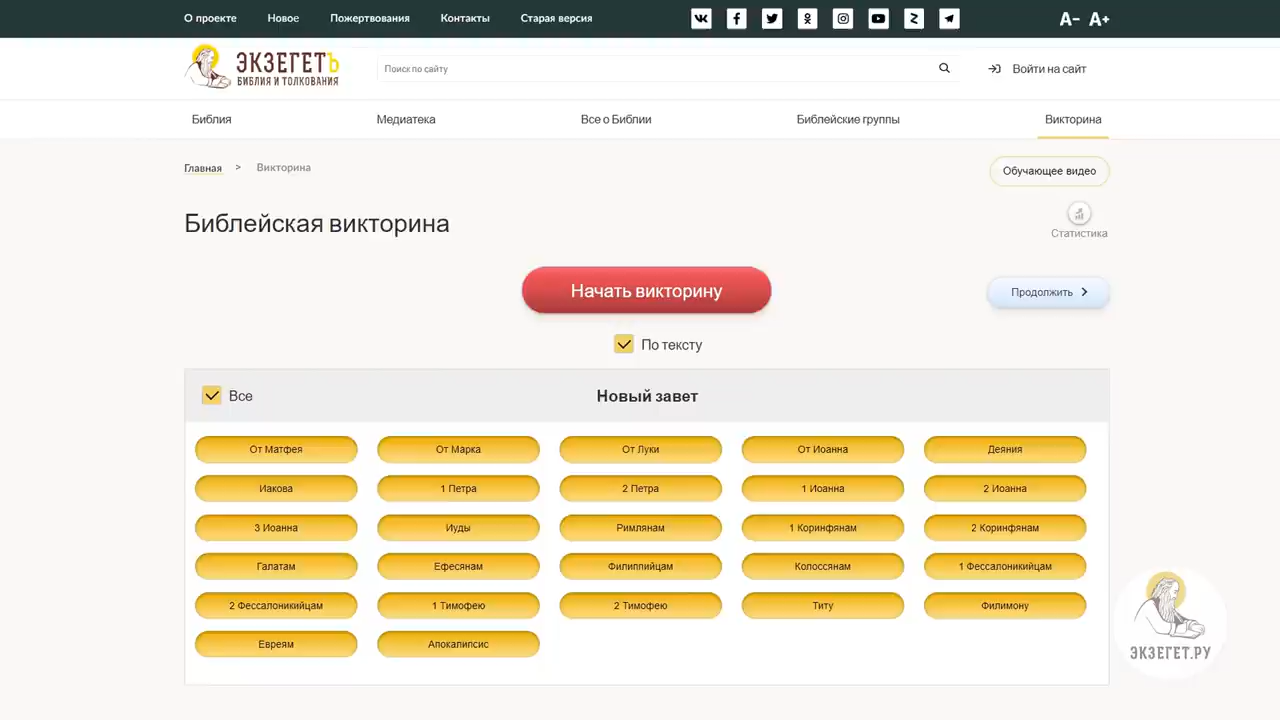 О проекте Новое Пожертвования Контакты Старая версия A- A+
ЭКЗЕГЕТЪ
БИБЛИЯ И ТОЛКОВАНИЯ
Поиск по сайту
Войти на сайт
Библия Медиатека Все о Библии Библейские группы Викторина
Главная > Викторина
Обучающее видео
Библейская викторина
Статистика
Начать викторину
Продолжить
По тексту
Все Новый завет
От Матфея От Марка От Луки От Иоанна Деяния
Иакова 1 Петра 2 Петра 1 Иоанна 2 Иоанна
3 Иоанна Иуды Римлянам 1 Коринфянам 2 Коринфянам
Галатам Ефесянам Филиппийцам Колоссянам 1 Фессалоникийцам
2 Фессалоникийцам 1 Тимофею 2 Тимофею Титу Филимону
Евреям Апокалипсис
ЭКЗЕГЕТ.РУ